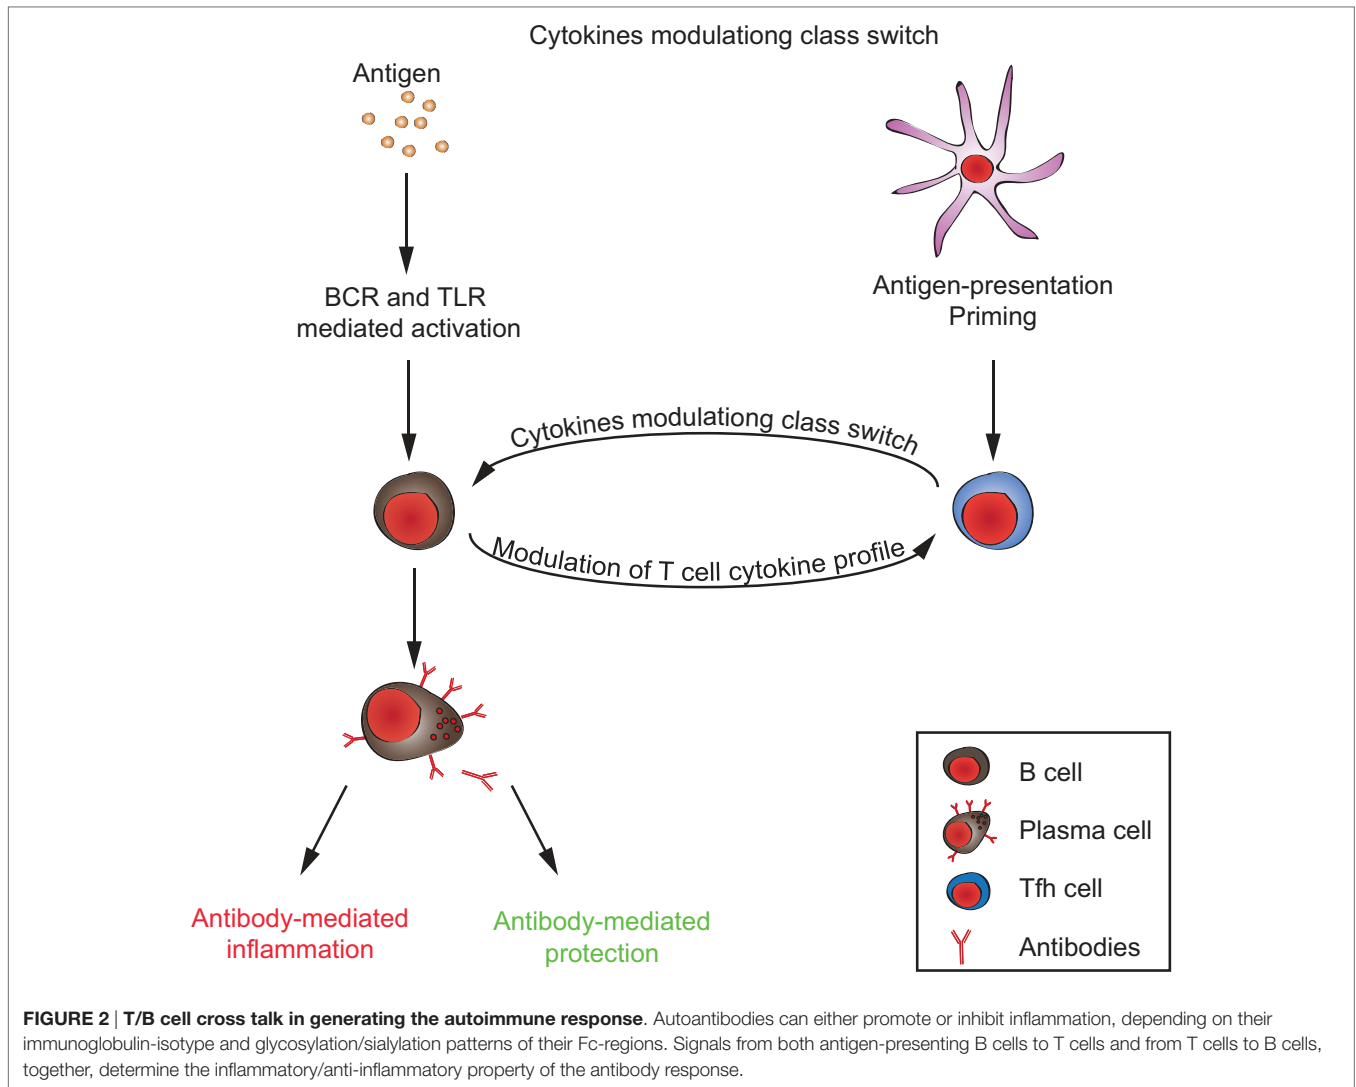 Cytokines modulationg class switch
Antigen
BCR and TLR
mediated activation
Antigen-presentation
Priming
Cytokines modulationg class switch
Modulation of T cell cytokine profile
Antibody-mediated
inflammation
Antibody-mediated
protection
B cell
Plasma cell
Tfh cell
Antibodies
FIGURE 2 | T/B cell cross talk in generating the autoimmune response. Autoantibodies can either promote or inhibit inflammation, depending on their
immunoglobulin-isotype and glycosylation/sialylation patterns of their Fc-regions. Signals from both antigen-presenting B cells to T cells and from T cells to B cells,
together, determine the inflammatory/anti-inflammatory property of the antibody response.